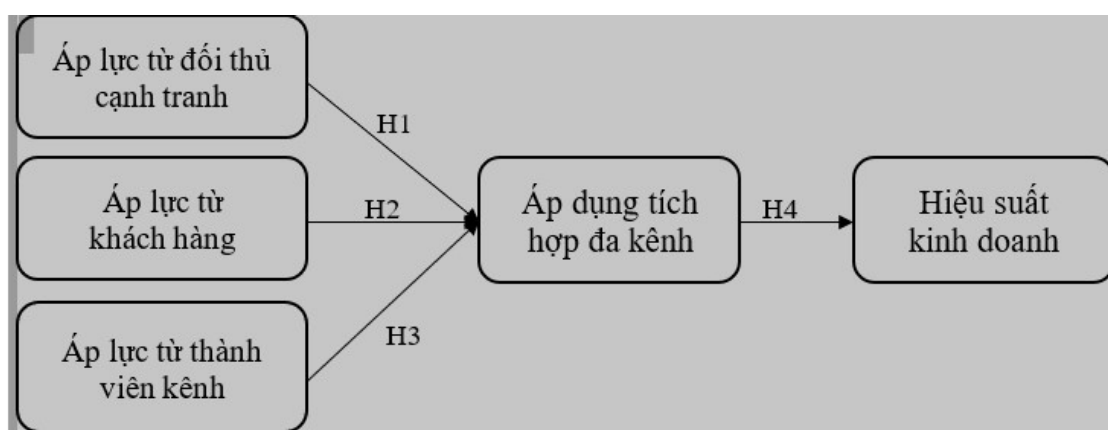 Áp lực từ đối thủ
cạnh tranh
H1
Áp lực từ
khách hàng
H2
Áp lực từ thành
viên kênh
H3
Áp dụng tích
hợp đa kênh
H4
Hiệu suất
kinh doanh